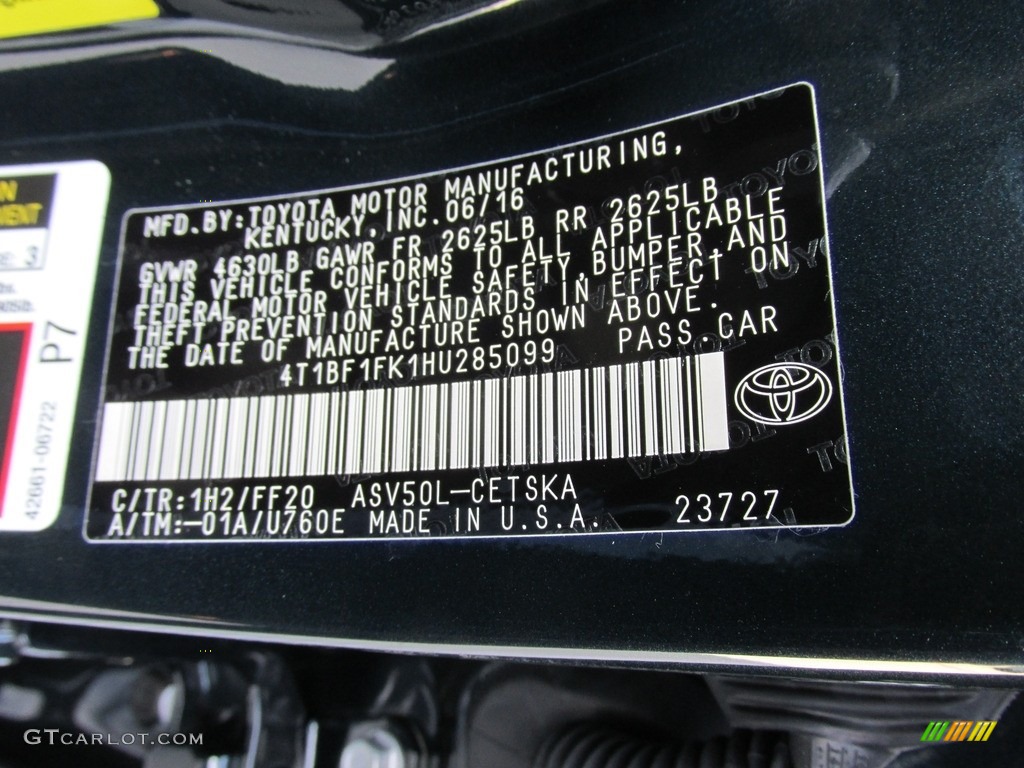 MFD.BY:TOYOTA MOTOR MANUFACTURING,
KENTUCKY, INC.06/16
GVWR 4630LB GAWR FR 2625LB RR 2625LB
THIS VEHICLE CONFORMS TO ALL APPLICABLE
FEDERAL MOTOR VEHICLE SAFETY,BUMPER,AND
THEFT PREVENTION STANDARDS IN EFFECT ON
THE DATE OF MANUFACTURE SHOWN ABOVE.
4T1BF1FK1HU285099 PASS.CAR
C/TR:1H2/FF20 ASV50L-CETSKA
A/TM:-01A/U760E MADE IN U.S.A. 23727
P7
42661-06722
GTCARLOT.COM